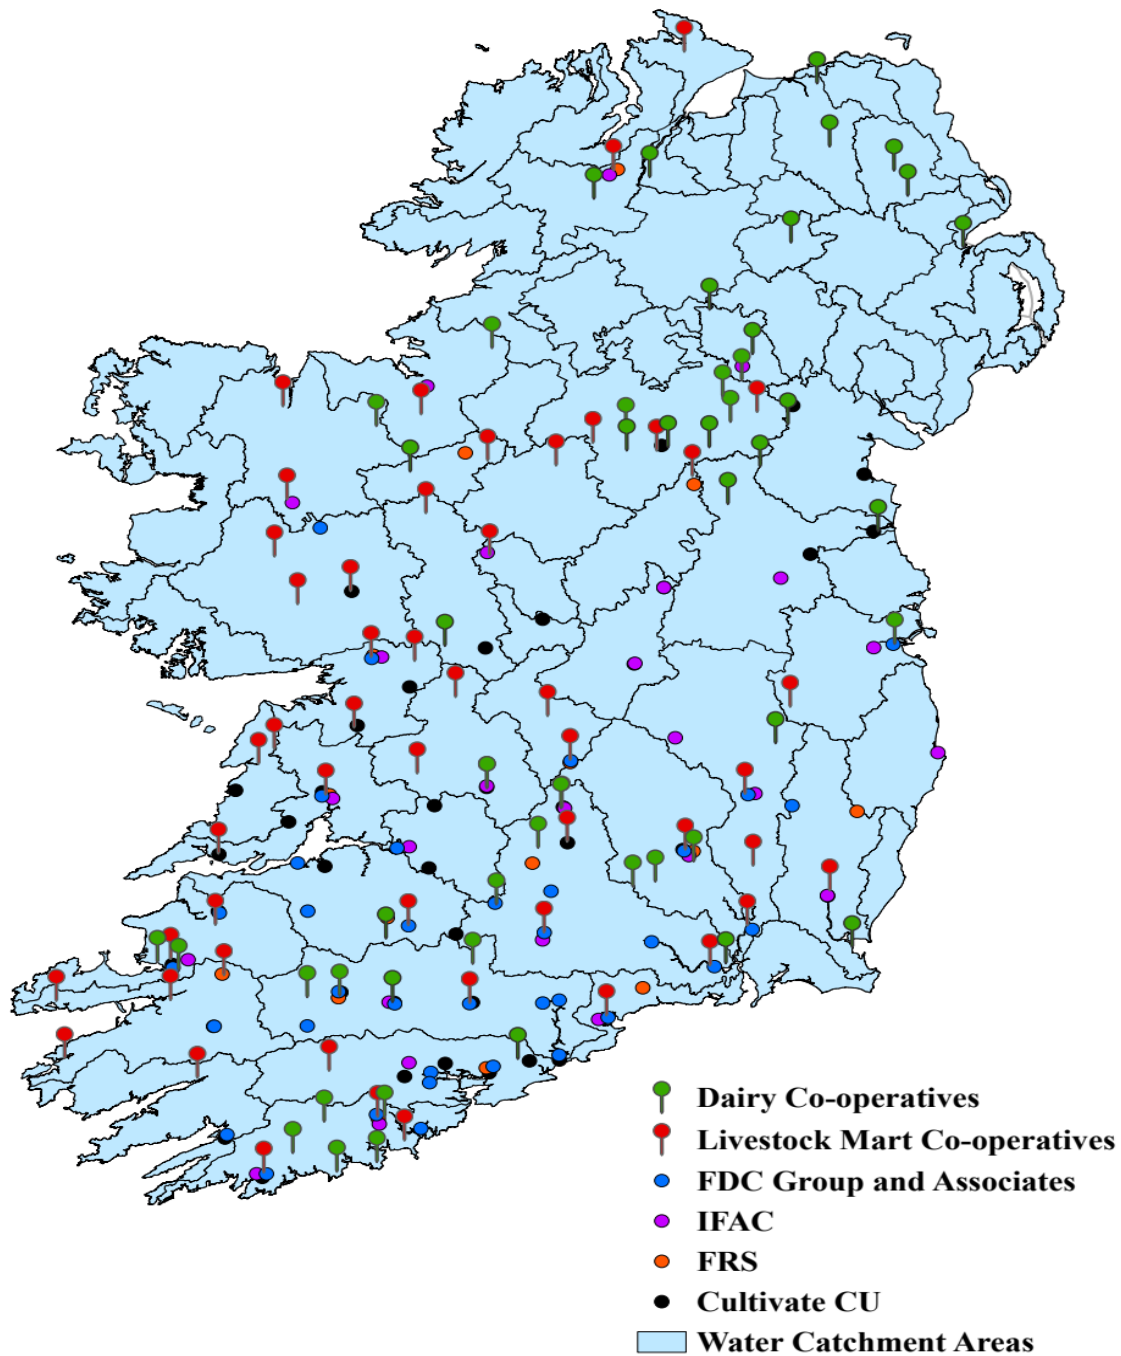 Dairy Co-operatives
Livestock Mart Co-operatives
FDC Group and Associates
IFAC
FRS
Cultivate CU
Water Catchment Areas